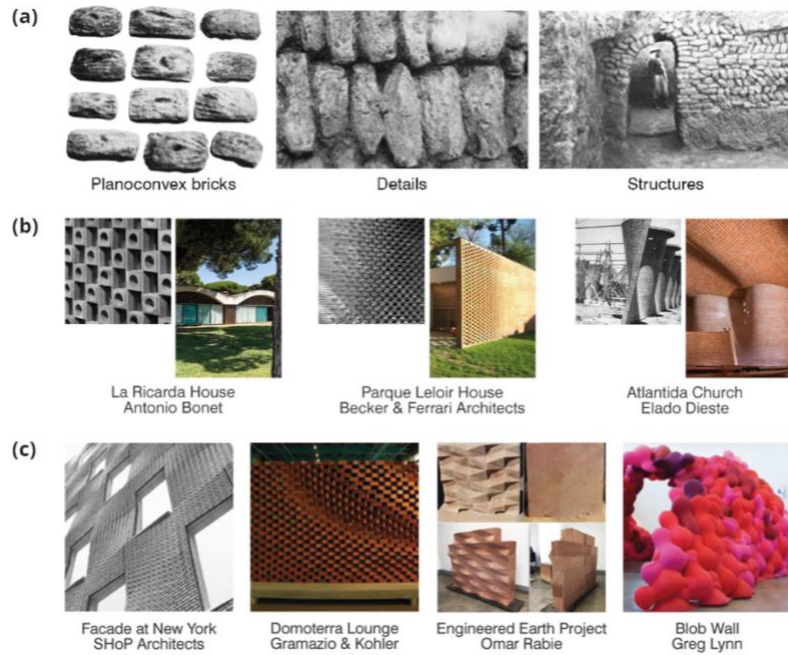 (a)
Planoconvex bricks
Details
Structures
(b)
La Ricarda House
Antonio Bonet
Parque Leloir House
Becker & Ferrari Architects
Atlantida Church
Elado Dieste
(c)
Facade at New York
SHoP Architects
Domoterra Lounge
Gramazio & Kohler
Engineered Earth Project
Omar Rabie
Blob Wall
Greg Lynn